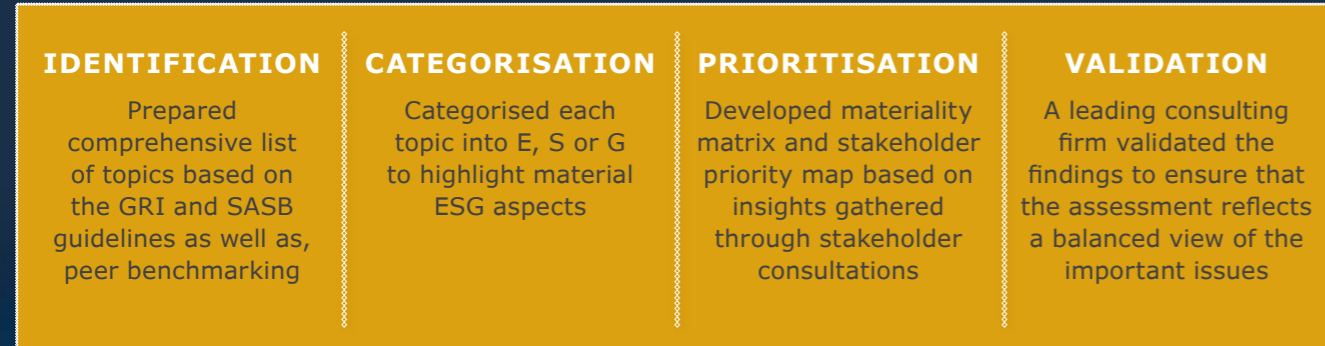 IDENTIFICATION
Prepared
comprehensive list
of topics based on
the GRI and SASB
guidelines as well as,
peer benchmarking
CATEGORISATION
Categorised each
topic into E, S or G
to highlight material
ESG aspects
PRIORITISATION
Developed materiality
matrix and stakeholder
priority map based on
insights gathered
through stakeholder
consultations
VALIDATION
A leading consulting
firm validated the
findings to ensure that
the assessment reflects
a balanced view of the
important issues